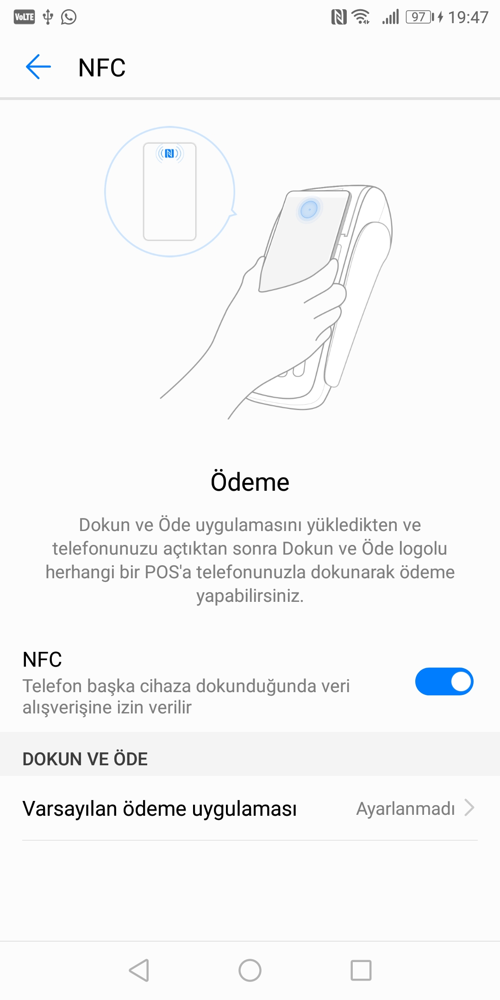 VoLTE 97 19:47
NFC
Ödeme
Dokun ve Öde uygulamasını yükledikten ve
telefonunuzu açtıktan sonra Dokun ve Öde logolu
herhangi bir POS'a telefonunuzla dokunarak ödeme
yapabilirsiniz.
NFC
Telefon başka cihaza dokunduğunda veri
alışverişine izin verilir
DOKUN VE ÖDE
Varsayılan ödeme uygulaması Ayarlanmadı